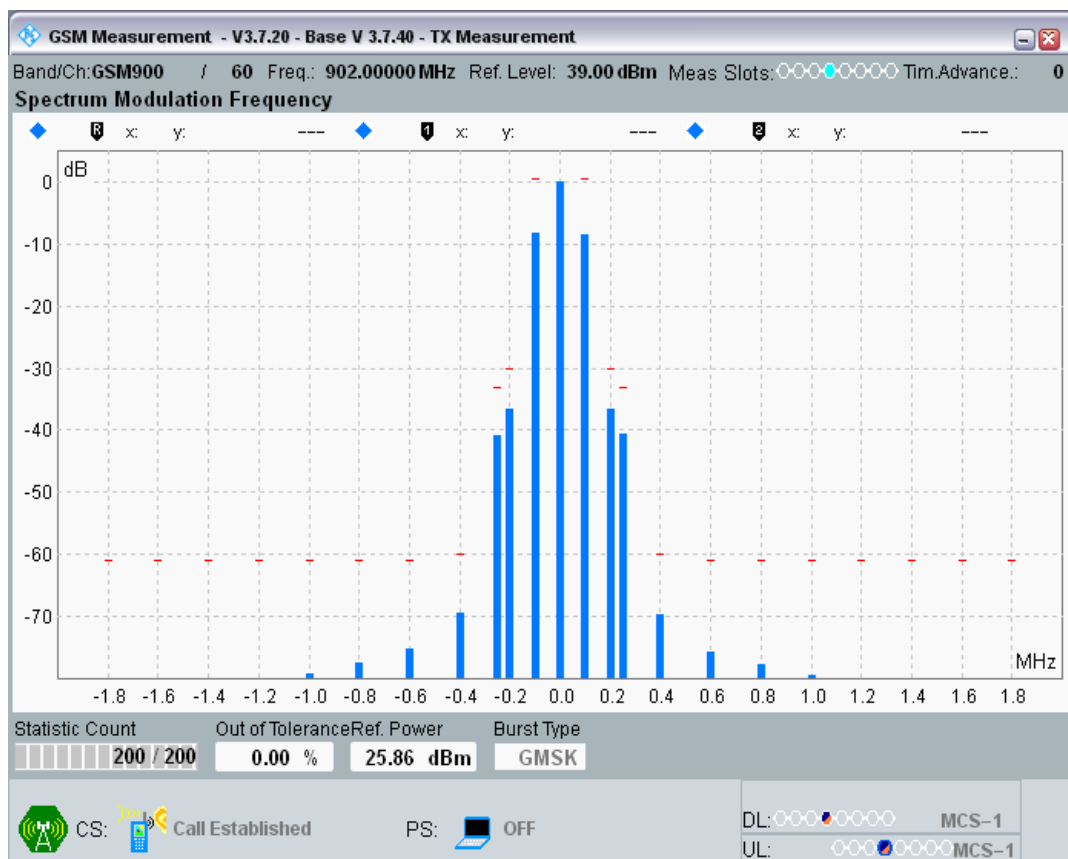 GSM Measurement - V3.7.20 - Base V 3.7.40 - TX Measurement
Band/Ch:GSM900 / 60 Freq.: 902.00000 MHz Ref. Level: 39.00 dBm Meas Slots: Tim.Advance.: 0
Spectrum Modulation Frequency
R x: y: --- 1 x: y: --- 2 x: y: ---
dB
0
-10
-20
-30
-40
-50
-60
-70
MHz
-1.8 -1.6 -1.4 -1.2 -1.0 -0.8 -0.6 -0.4 -0.2 0.0 0.2 0.4 0.6 0.8 1.0 1.2 1.4 1.6 1.8
Statistic Count Out of Tolerance Ref. Power Burst Type
200 / 200 0.00 % 25.86 dBm GMSK
CS: Call Established PS: OFF DL: MCS-1
UL: MCS-1